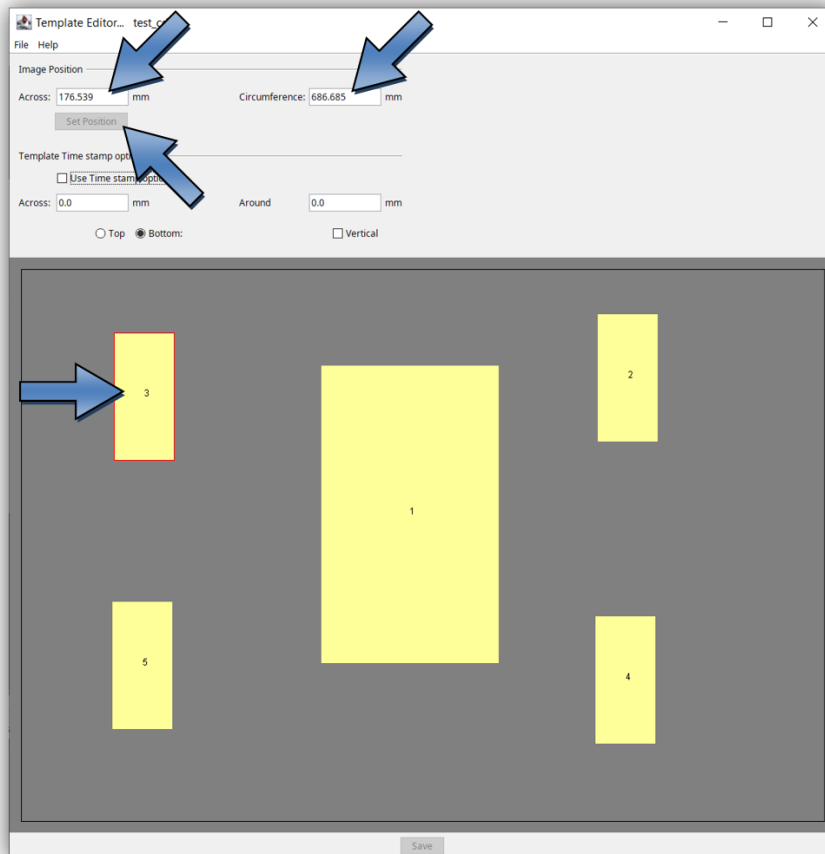 Template Editor... test_c
File Help
Image Position
Across: 176.539 mm Circumference: 686.685 mm
Set Position
Template Time stamp opti
Use Time stamp optio
Across: 0.0 mm Around 0.0 mm
Top Bottom: Vertical
3
2
1
5
4
Save